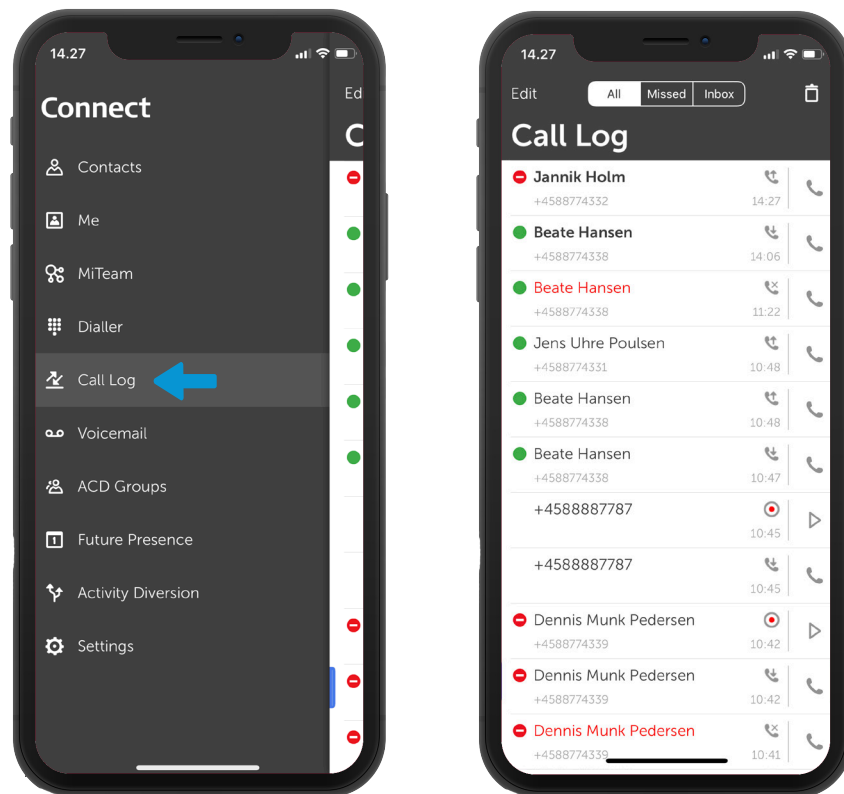 14.27
Connect
Contacts
Me
MiTeam
Dialler
Call Log
Voicemail
ACD Groups
Future Presence
Activity Diversion
Settings
Ed
C
14.27
Edit All Missed Inbox
Call Log
Jannik Holm
+4588774332 14:27
Beate Hansen
+4588774338 14:06
Beate Hansen
+4588774338 11:22
Jens Uhre Poulsen
+4588774331 10:48
Beate Hansen
+4588774338 10:48
Beate Hansen
+4588774338 10:47
+4588887787
10:45
+4588887787
10:45
Dennis Munk Pedersen
+4588774339 10:42
Dennis Munk Pedersen
+4588774339 10:42
Dennis Munk Pedersen
+4588774339 10:41